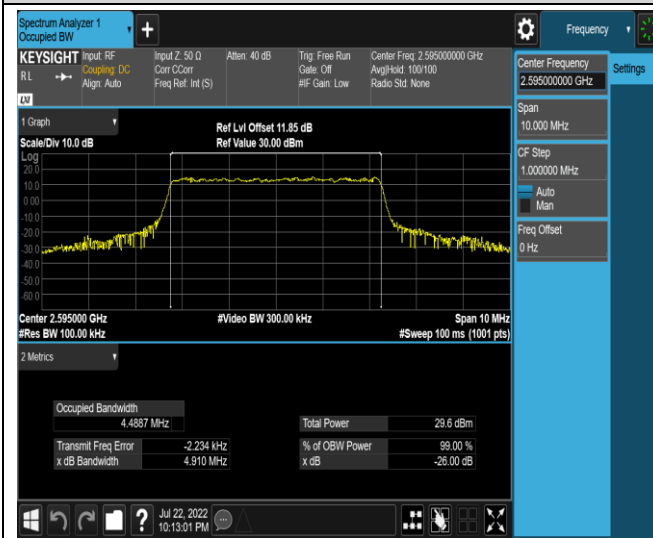 Spectrum Analyzer 1
Occupied BW
Frequency
KEYSIGHT
RL
Input: RF
Coupling: DC
Align: Auto
Input Z: 50 Ω
Corr CCorr
Freq Ref: Int (S)
Atten: 40 dB
Trig: Free Run
Gate: Off
#IF Gain: Low
Center Freq: 2.595000000 GHz
Avg|Hold: 100/100
Radio Std: None
LXI
1 Graph
Scale/Div 10.0 dB
Ref Lvl Offset 11.85 dB
Ref Value 30.00 dBm
Log
20.0
10.0
0.00
-10.0
-20.0
-30.0
-40.0
-50.0
-60.0
Center 2.595000 GHz
#Res BW 100.00 kHz
#Video BW 300.00 kHz
Span 10 MHz
#Sweep 100 ms (1001 pts)
2 Metrics
Occupied Bandwidth
4.4887 MHz
Transmit Freq Error -2.234 kHz
x dB Bandwidth 4.910 MHz
Total Power 29.6 dBm
% of OBW Power 99.00 %
x dB -26.00 dB
Center Frequency
2.595000000 GHz
Settings
Span
10.000 MHz
CF Step
1.000000 MHz
Auto
Man
Freq Offset
0 Hz
?
Jul 22, 2022
10:13:01 PM